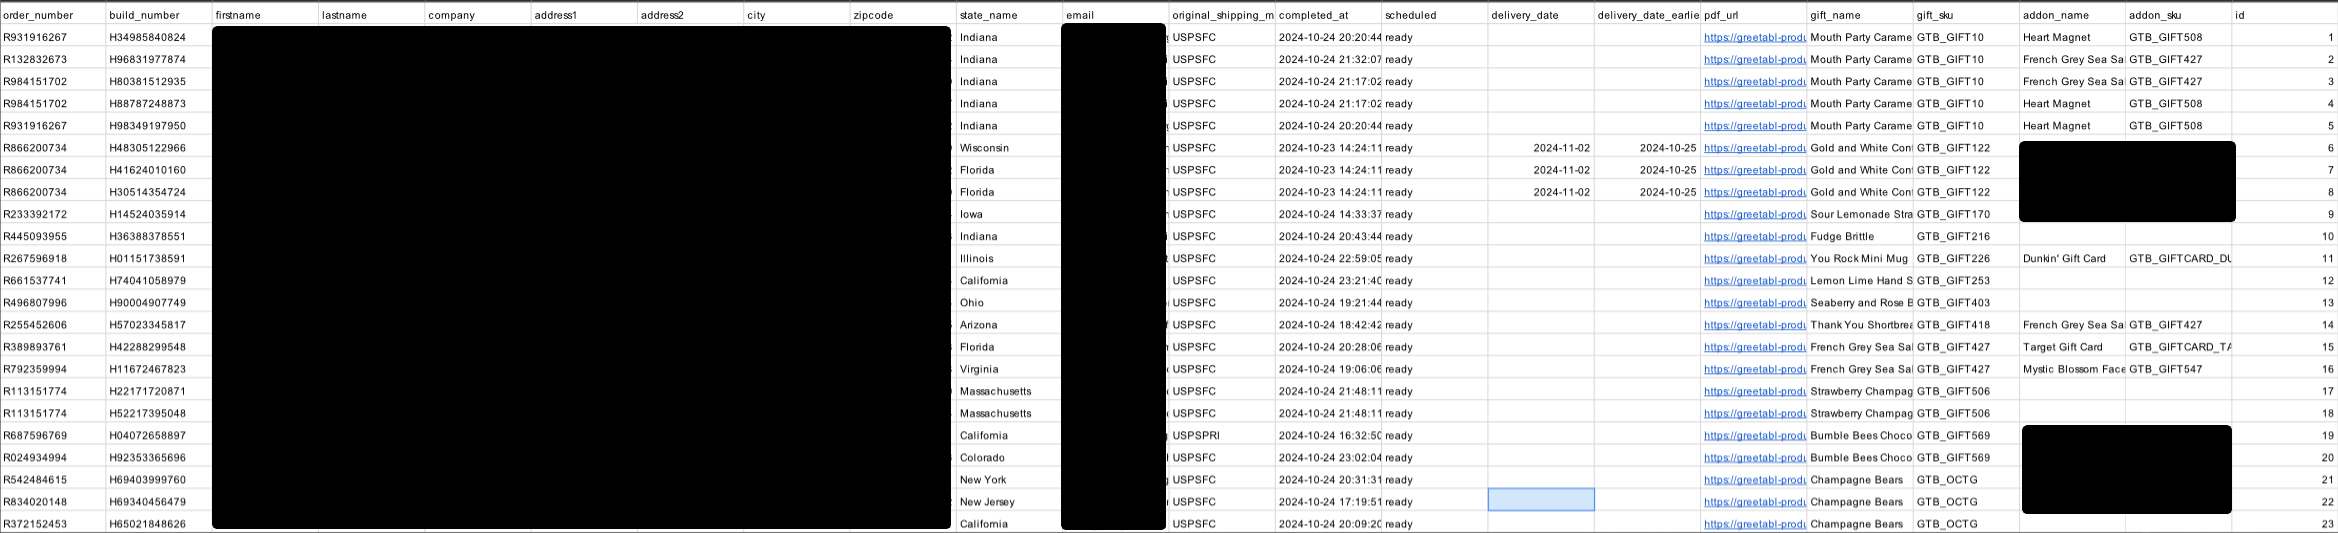 order_number build_number firstname lastname company address1 address2 city zipcode state_name email original_shipping_m completed_at scheduled delivery_date delivery_date_earlie pdf_url gift_name gift_sku addon_name addon_sku id
R931916267 H34985840824 Indiana USPSFC 2024-10-24 20:20:44 ready https://greetabl-produ Mouth Party Carame GTB_GIFT10 Heart Magnet GTB_GIFT508 1
R132832673 H96831977874 Indiana USPSFC 2024-10-24 21:32:07 ready https://greetabl-produ Mouth Party Carame GTB_GIFT10 French Grey Sea Sa GTB_GIFT427 2
R984151702 H80381512935 Indiana USPSFC 2024-10-24 21:17:02 ready https://greetabl-produ Mouth Party Carame GTB_GIFT10 French Grey Sea Sa GTB_GIFT427 3
R984151702 H88787248873 Indiana USPSFC 2024-10-24 21:17:02 ready https://greetabl-produ Mouth Party Carame GTB_GIFT10 Heart Magnet GTB_GIFT508 4
R931916267 H98349197950 Indiana USPSFC 2024-10-24 20:20:44 ready https://greetabl-produ Mouth Party Carame GTB_GIFT10 Heart Magnet GTB_GIFT508 5
R866200734 H48305122966 Wisconsin USPSFC 2024-10-23 14:24:11 ready 2024-11-02 2024-10-25 https://greetabl-produ Gold and White Con GTB_GIFT122 6
R866200734 H41624010160 Florida USPSFC 2024-10-23 14:24:11 ready 2024-11-02 2024-10-25 https://greetabl-produ Gold and White Con GTB_GIFT122 7
R866200734 H30514354724 Florida USPSFC 2024-10-23 14:24:11 ready 2024-11-02 2024-10-25 https://greetabl-produ Gold and White Con GTB_GIFT122 8
R233392172 H14524035914 Iowa USPSFC 2024-10-24 14:33:37 ready https://greetabl-produ Sour Lemonade Stra GTB_GIFT170 9
R445093955 H36388378551 Indiana USPSFC 2024-10-24 20:43:44 ready https://greetabl-produ Fudge Brittle GTB_GIFT216 10
R267596918 H01151738591 Illinois USPSFC 2024-10-24 22:59:05 ready https://greetabl-produ You Rock Mini Mug GTB_GIFT226 Dunkin' Gift Card GTB_GIFTCARD_DU 11
R661537741 H74041058979 California USPSFC 2024-10-24 23:21:40 ready https://greetabl-produ Lemon Lime Hand S GTB_GIFT253 12
R496807996 H90004907749 Ohio USPSFC 2024-10-24 19:21:44 ready https://greetabl-produ Seaberry and Rose B GTB_GIFT403 13
R255452606 H57023345817 Arizona USPSFC 2024-10-24 18:42:42 ready https://greetabl-produ Thank You Shortbrea GTB_GIFT418 French Grey Sea Sa GTB_GIFT427 14
R389893761 H42288299548 Florida USPSFC 2024-10-24 20:28:06 ready https://greetabl-produ French Grey Sea Sal GTB_GIFT427 Target Gift Card GTB_GIFTCARD_TA 15
R792359994 H11672467823 Virginia USPSFC 2024-10-24 19:06:06 ready https://greetabl-produ French Grey Sea Sal GTB_GIFT427 Mystic Blossom Face GTB_GIFT547 16
R113151774 H22171720871 Massachusetts USPSFC 2024-10-24 21:48:11 ready https://greetabl-produ Strawberry Champag GTB_GIFT506 17
R113151774 H52217395048 Massachusetts USPSFC 2024-10-24 21:48:11 ready https://greetabl-produ Strawberry Champag GTB_GIFT506 18
R687596769 H04072658897 California USPSPRI 2024-10-24 16:32:50 ready https://greetabl-produ Bumble Bees Choco GTB_GIFT569 19
R024934994 H92353365696 Colorado USPSFC 2024-10-24 23:02:04 ready https://greetabl-produ Bumble Bees Choco GTB_GIFT569 20
R542484615 H69403999760 New York USPSFC 2024-10-24 20:31:31 ready https://greetabl-produ Champagne Bears GTB_OCTG 21
R834020148 H69340456479 New Jersey USPSFC 2024-10-24 17:19:51 ready https://greetabl-produ Champagne Bears GTB_OCTG 22
R372152453 H65021848626 California USPSFC 2024-10-24 20:09:20 ready https://greetabl-produ Champagne Bears GTB_OCTG 23